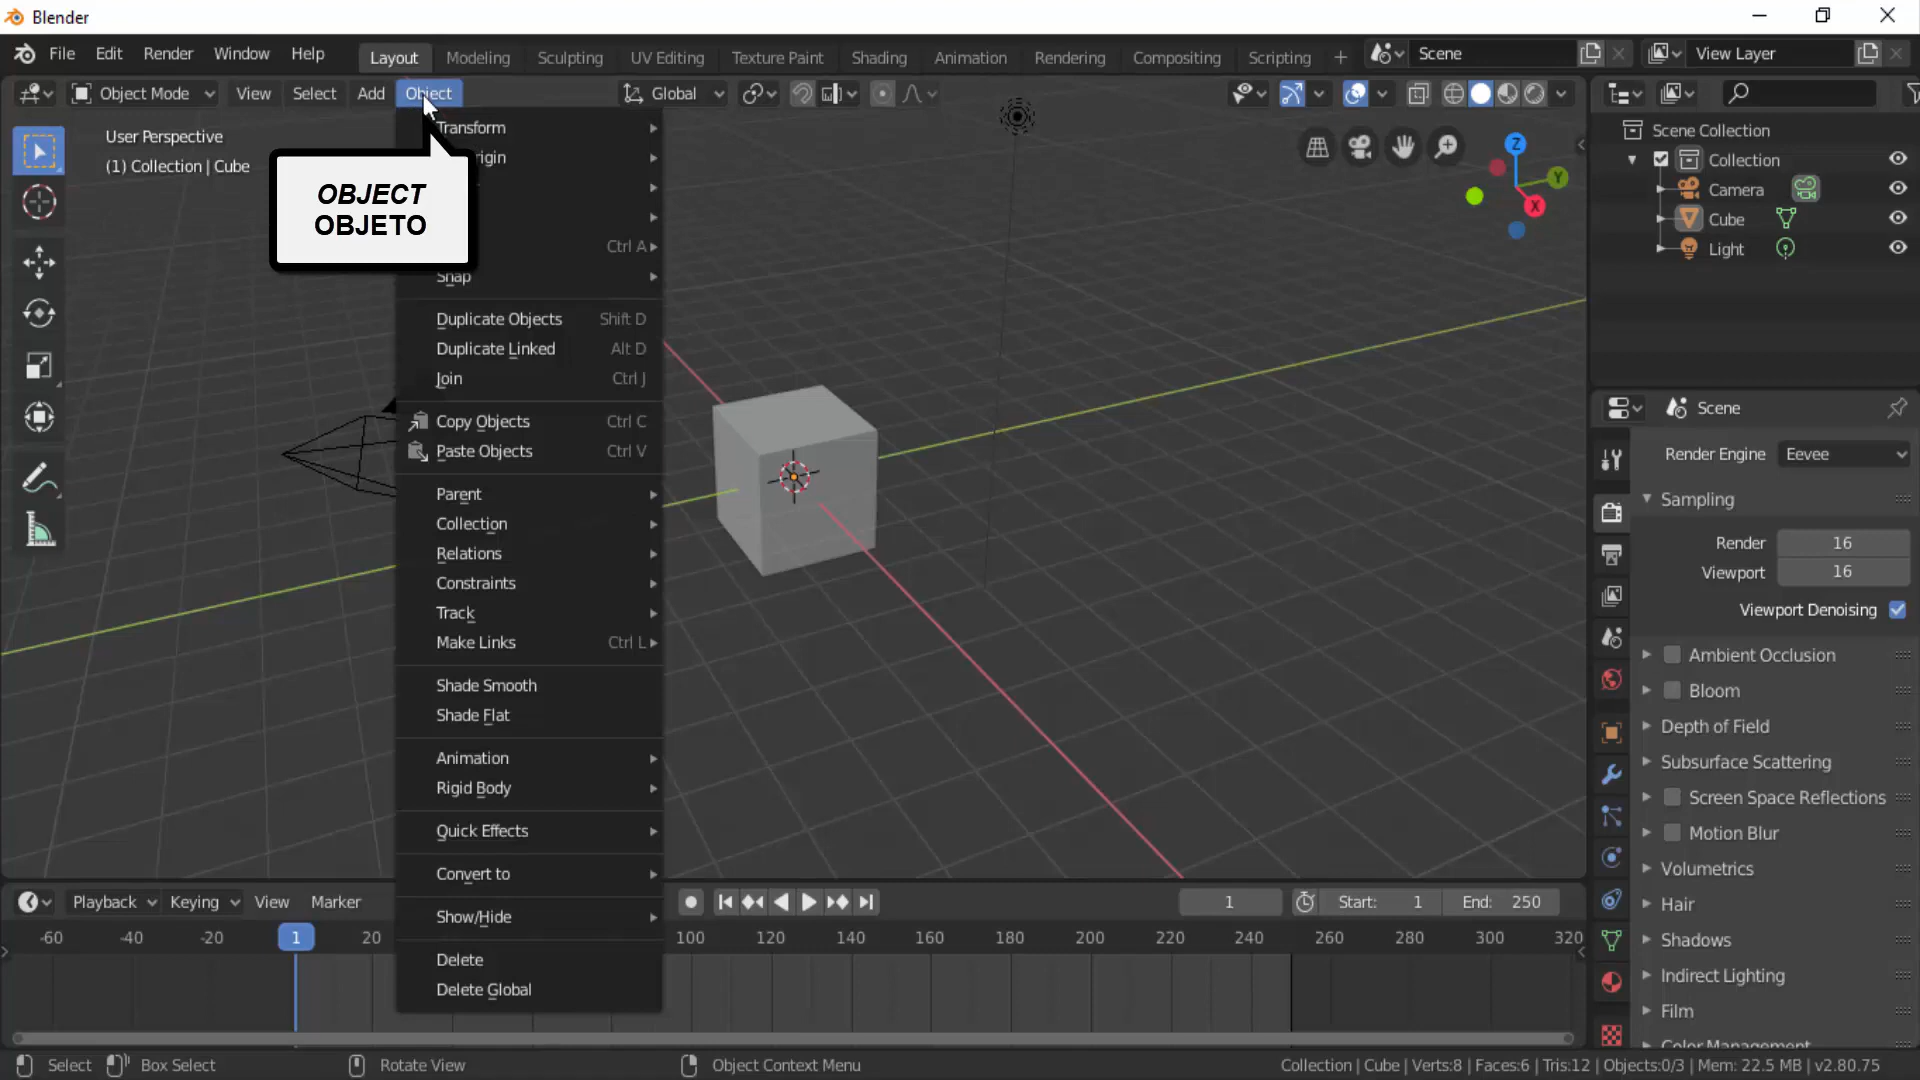 Blender
File Edit Render Window Help
Layout Modeling Sculpting UV Editing Texture Paint Shading Animation Rendering Compositing Scripting +
Scene
View Layer
Object Mode View Select Add Object
Global
User Perspective
(1) Collection | Cube
OBJECT
OBJETO
Transform
Ctrl A
Snap
Duplicate Objects Shift D
Duplicate Linked Alt D
Join Ctrl J
Copy Objects Ctrl C
Paste Objects Ctrl V
Parent
Collection
Relations
Constraints
Track
Make Links Ctrl L
Shade Smooth
Shade Flat
Animation
Rigid Body
Quick Effects
Convert to
Show/Hide
Delete
Delete Global
Z
Y
X
Scene Collection
Collection
Camera
Cube
Light
Scene
Render Engine Eevee
Sampling
Render 16
Viewport 16
Viewport Denoising
Ambient Occlusion
Bloom
Depth of Field
Subsurface Scattering
Screen Space Reflections
Motion Blur
Volumetrics
Hair
Shadows
Indirect Lighting
Film
Color Management
Playback Keying View Marker
1 Start: 1 End: 250
-60 -40 -20 1 20 100 120 140 160 180 200 220 240 260 280 300 320
Select Box Select Rotate View Object Context Menu
Collection | Cube | Verts:8 | Faces:6 | Tris:12 | Objects:0/3 | Mem: 22.5 MB | v2.80.75